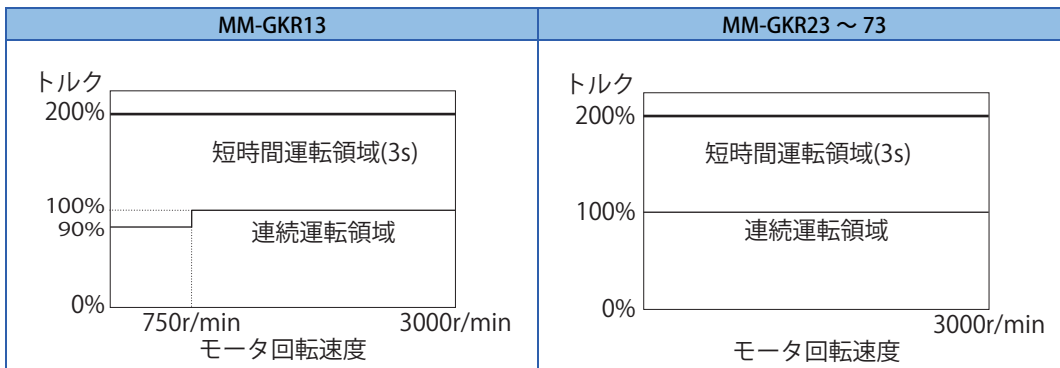 MM-GKR13
MM-GKR23 ～ 73
トルク
200%
短時間運転領域(3s)
100%
90%
連続運転領域
0%
750r/min
3000r/min
モータ回転速度
トルク
200%
短時間運転領域(3s)
100%
連続運転領域
0%
3000r/min
モータ回転速度